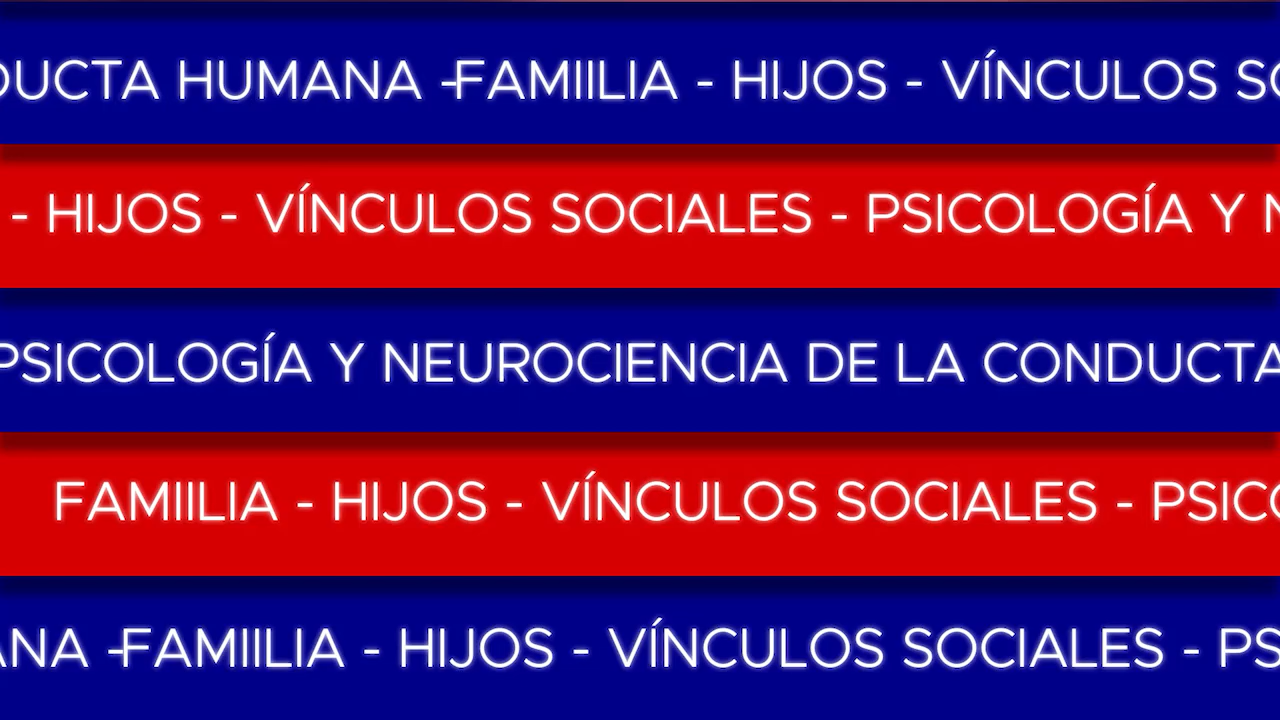 DUCTA HUMANA -FAMIILIA - HIJOS - VÍNCULOS SO
- HIJOS - VÍNCULOS SOCIALES - PSICOLOGÍA Y N
PSICOLOGÍA Y NEUROCIENCIA DE LA CONDUCTA
FAMIILIA - HIJOS - VÍNCULOS SOCIALES - PSICO
ANA -FAMIILIA - HIJOS - VÍNCULOS SOCIALES - PS